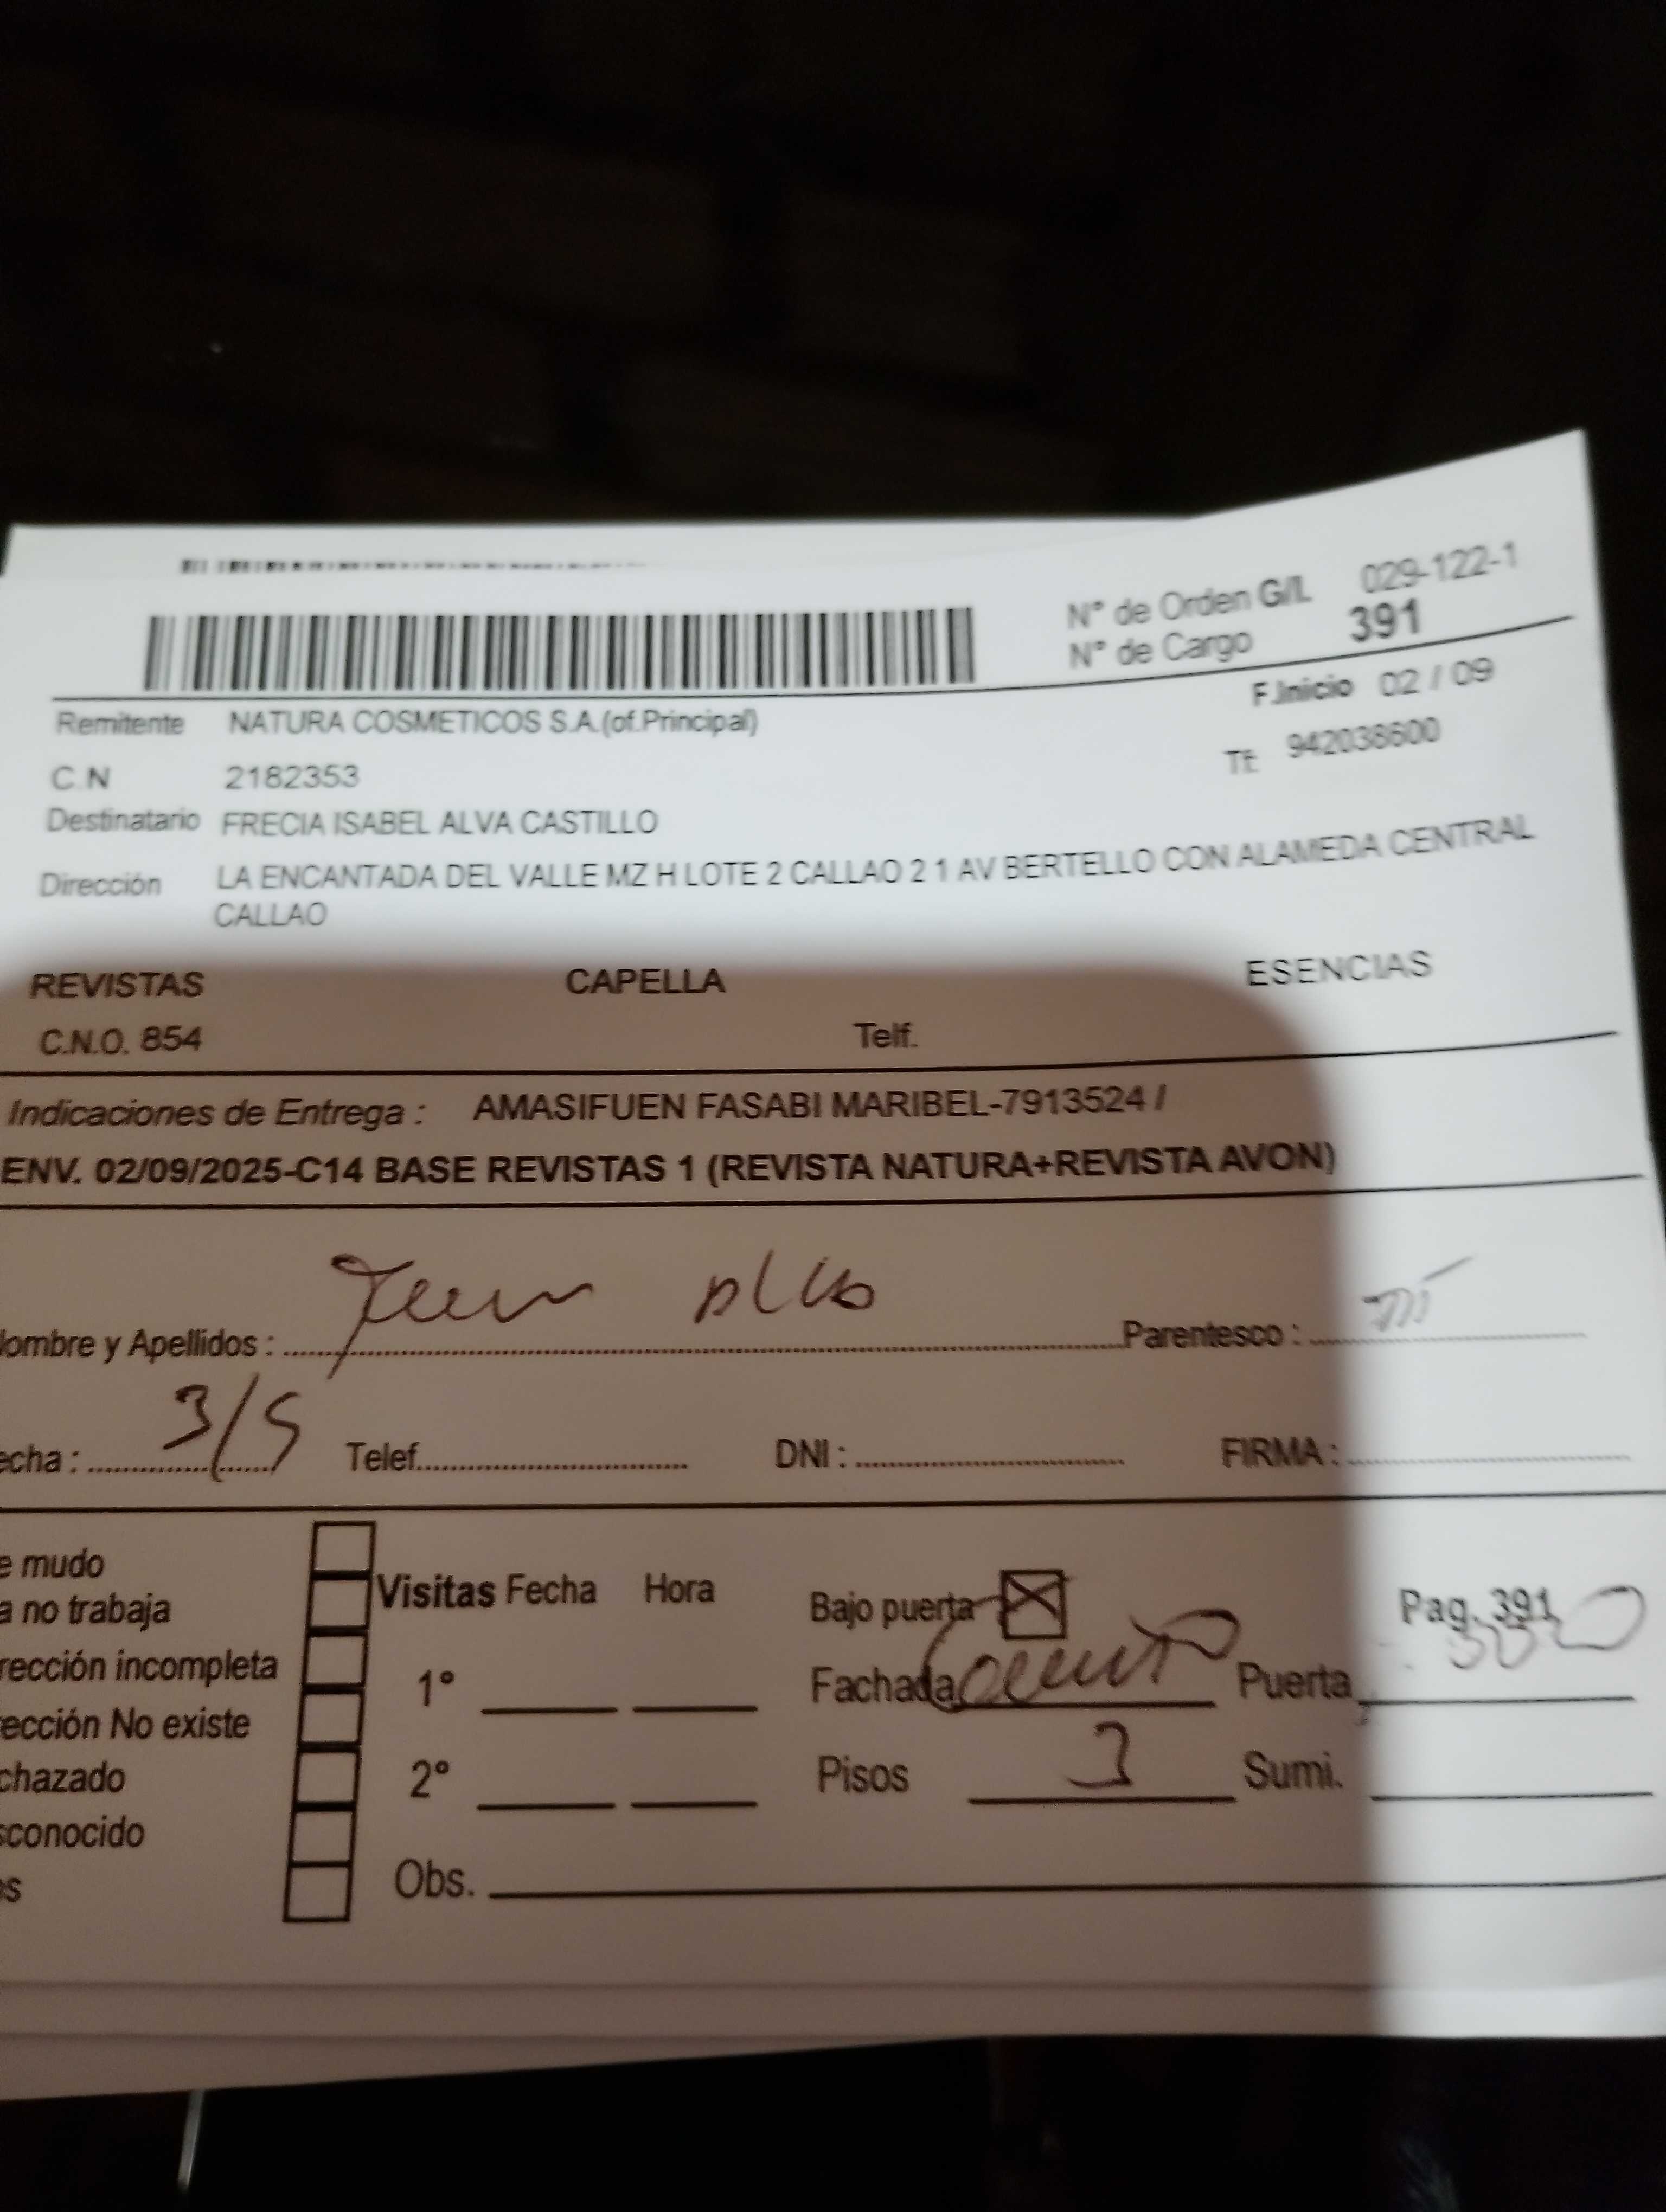 N° de Orden G/L 029-122-1
N° de Cargo 391
F.Inicio 02 / 09
Remitente NATURA COSMETICOS S.A.(of.Principal)
Tf: 942038600
C.N 2182353
Destinatario FRECIA ISABEL ALVA CASTILLO
Dirección LA ENCANTADA DEL VALLE MZ H LOTE 2 CALLAO 2 1 AV BERTELLO CON ALAMEDA CENTRAL
CALLAO
REVISTAS CAPELLA ESENCIAS
C.N.O. 854 Telf.
Indicaciones de Entrega : AMASIFUEN FASABI MARIBEL-7913524 /
ENV. 02/09/2025-C14 BASE REVISTAS 1 (REVISTA NATURA+REVISTA AVON)
ombre y Apellidos : Parentesco :
echa : 3/9 Telef. DNI : FIRMA :
e mudo
a no trabaja
rección incompleta
ección No existe
chazado
sconocido
os
Visitas Fecha Hora
1°
2°
Obs.
Bajo puerta Pag. 391
Fachada Puerta
Pisos 3 Sumi.